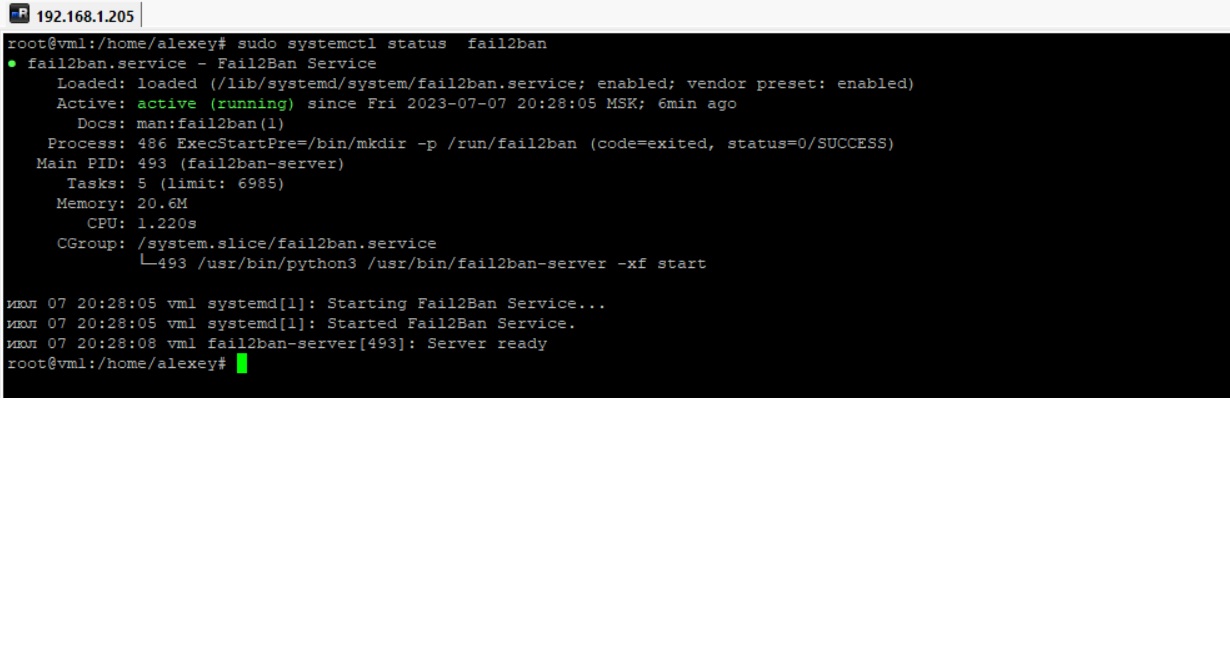 192.168.1.205
root@vm1:/home/alexey# sudo systemctl status  fail2ban
● fail2ban.service - Fail2Ban Service
     Loaded: loaded (/lib/systemd/system/fail2ban.service; enabled; vendor preset: enabled)
     Active: active (running) since Fri 2023-07-07 20:28:05 MSK; 6min ago
       Docs: man:fail2ban(1)
    Process: 486 ExecStartPre=/bin/mkdir -p /run/fail2ban (code=exited, status=0/SUCCESS)
   Main PID: 493 (fail2ban-server)
      Tasks: 5 (limit: 6985)
     Memory: 20.6M
        CPU: 1.220s
     CGroup: /system.slice/fail2ban.service
             └─493 /usr/bin/python3 /usr/bin/fail2ban-server -xf start
июл 07 20:28:05 vm1 systemd[1]: Starting Fail2Ban Service...
июл 07 20:28:05 vm1 systemd[1]: Started Fail2Ban Service.
июл 07 20:28:08 vm1 fail2ban-server[493]: Server ready
root@vm1:/home/alexey#